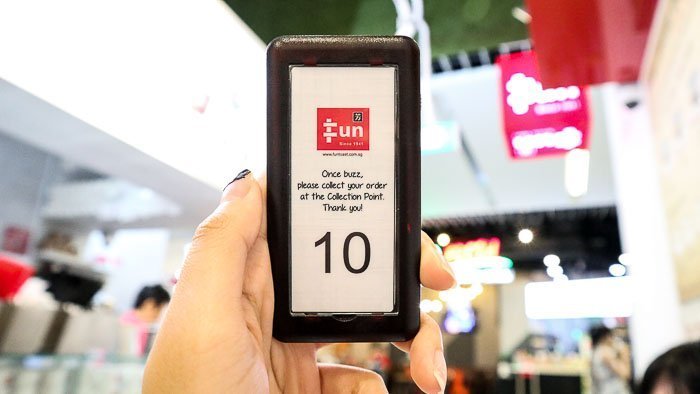 fun
Since 1941
www.funtoast.com.sg
Once buzz,
please collect your order
at the Collection Point.
Thank you!
10